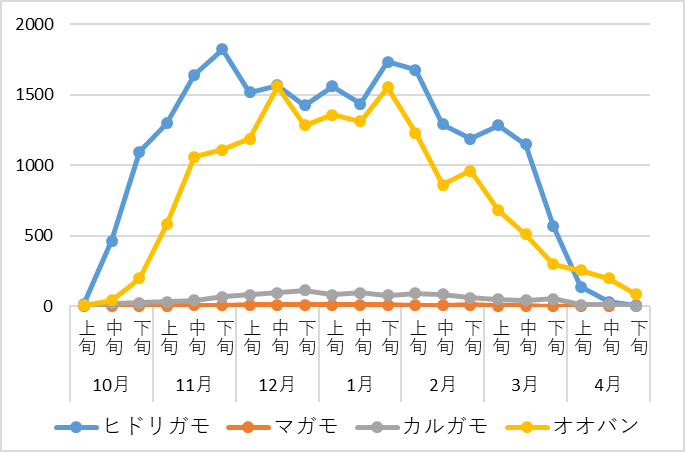 2000
1500
1000
500
0
上旬 中旬 下旬 上旬 中旬 下旬 上旬 中旬 下旬 上旬 中旬 下旬 上旬 中旬 下旬 上旬 中旬 下旬 上旬 中旬 下旬
10月 11月 12月 1月 2月 3月 4月
ヒドリガモ マガモ カルガモ オオバン